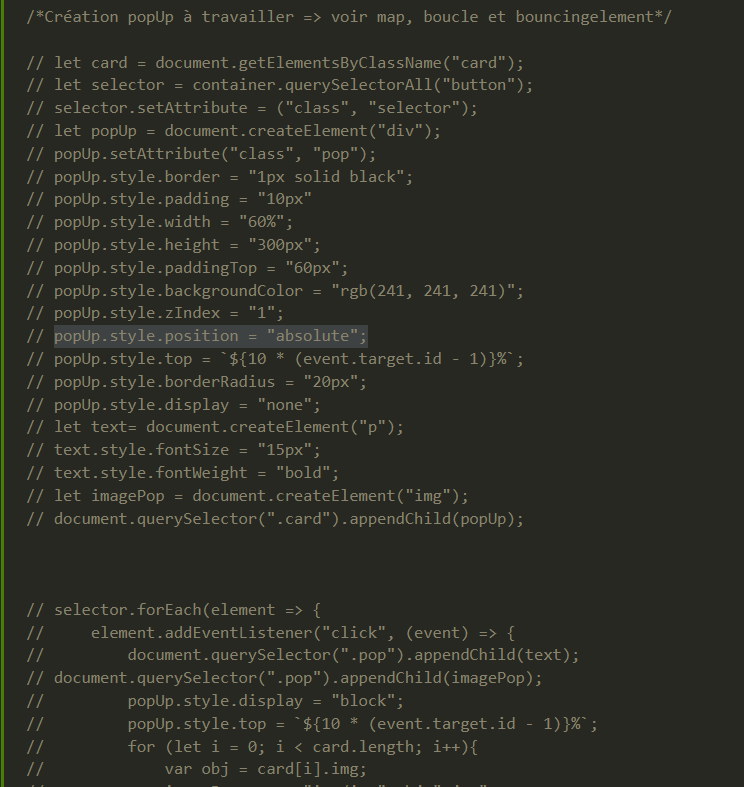 /*Création popUp à travailler => voir map, boucle et bouncingelement*/
// let card = document.getElementsByClassName("card");
// let selector = container.querySelectorAll("button");
// selector.setAttribute = ("class", "selector");
// let popUp = document.createElement("div");
// popUp.setAttribute("class", "pop");
// popUp.style.border = "1px solid black";
// popUp.style.padding = "10px"
// popUp.style.width = "60%";
// popUp.style.height = "300px";
// popUp.style.paddingTop = "60px";
// popUp.style.backgroundColor = "rgb(241, 241, 241)";
// popUp.style.zIndex = "1";
// popUp.style.position = "absolute";
// popUp.style.top = `${10 * (event.target.id - 1)}%`;
// popUp.style.borderRadius = "20px";
// popUp.style.display = "none";
// let text= document.createElement("p");
// text.style.fontSize = "15px";
// text.style.fontWeight = "bold";
// let imagePop = document.createElement("img");
// document.querySelector(".card").appendChild(popUp);
// selector.forEach(element => {
//     element.addEventListener("click", (event) => {
//         document.querySelector(".pop").appendChild(text);
// document.querySelector(".pop").appendChild(imagePop);
//         popUp.style.display = "block";
//         popUp.style.top = `${10 * (event.target.id - 1)}%`;
//         for (let i = 0; i < card.length; i++){
//             var obj = card[i].img;